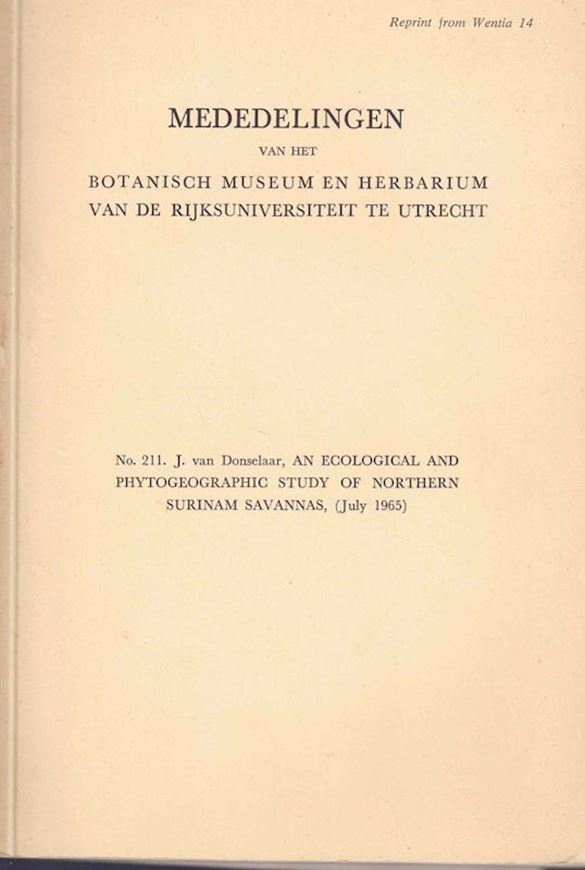 Reprint from Wentia 14
MEDEDELINGEN
VAN HET
BOTANISCH MUSEUM EN HERBARIUM
VAN DE RIJKSUNIVERSITEIT TE UTRECHT
No. 211. J. van Donselaar, AN ECOLOGICAL AND
PHYTOGEOGRAPHIC STUDY OF NORTHERN
SURINAM SAVANNAS, (July 1965)